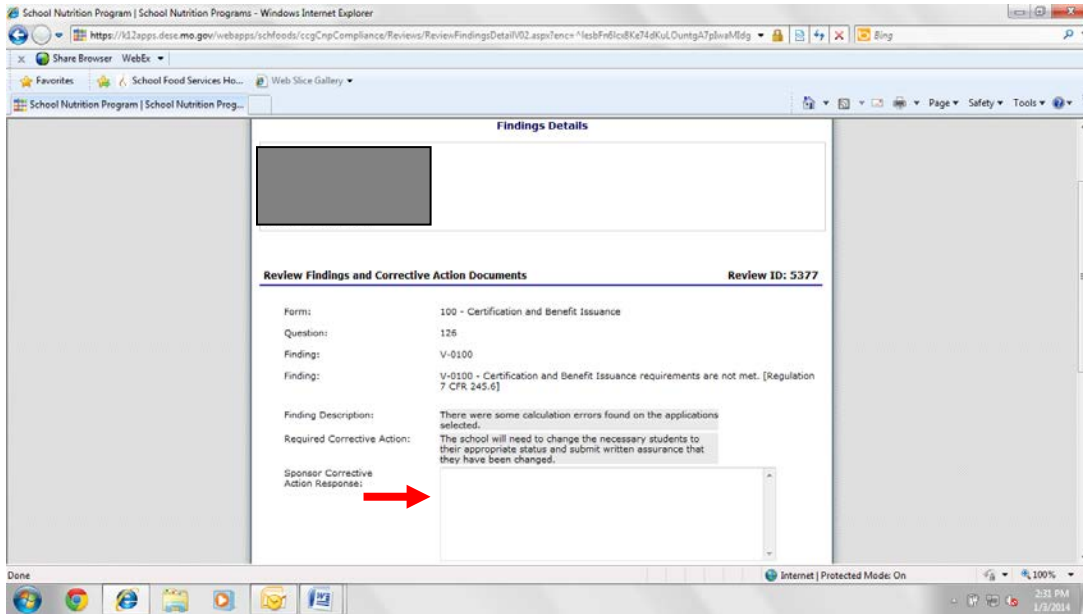 School Nutrition Program | School Nutrition Programs - Windows Internet Explorer
Bing
x Share Browser WebEx
Favorites School Food Services Ho... Web Slice Gallery
School Nutrition Program | School Nutrition Prog...
Page Safety Tools
Findings Details
Review Findings and Corrective Action Documents Review ID: 5377
Form: 100 - Certification and Benefit Issuance
Question: 126
Finding: V-0100
Finding: V-0100 - Certification and Benefit Issuance requirements are not met. [Regulation
7 CFR 245.6]
Finding Description: There were some calculation errors found on the applications
selected.
Required Corrective Action: The school will need to change the necessary students to
their appropriate status and submit written assurance that
they have been changed.
Sponsor Corrective
Action Response:
Done Internet | Protected Mode: On 100%
2:31 PM
1/3/2014